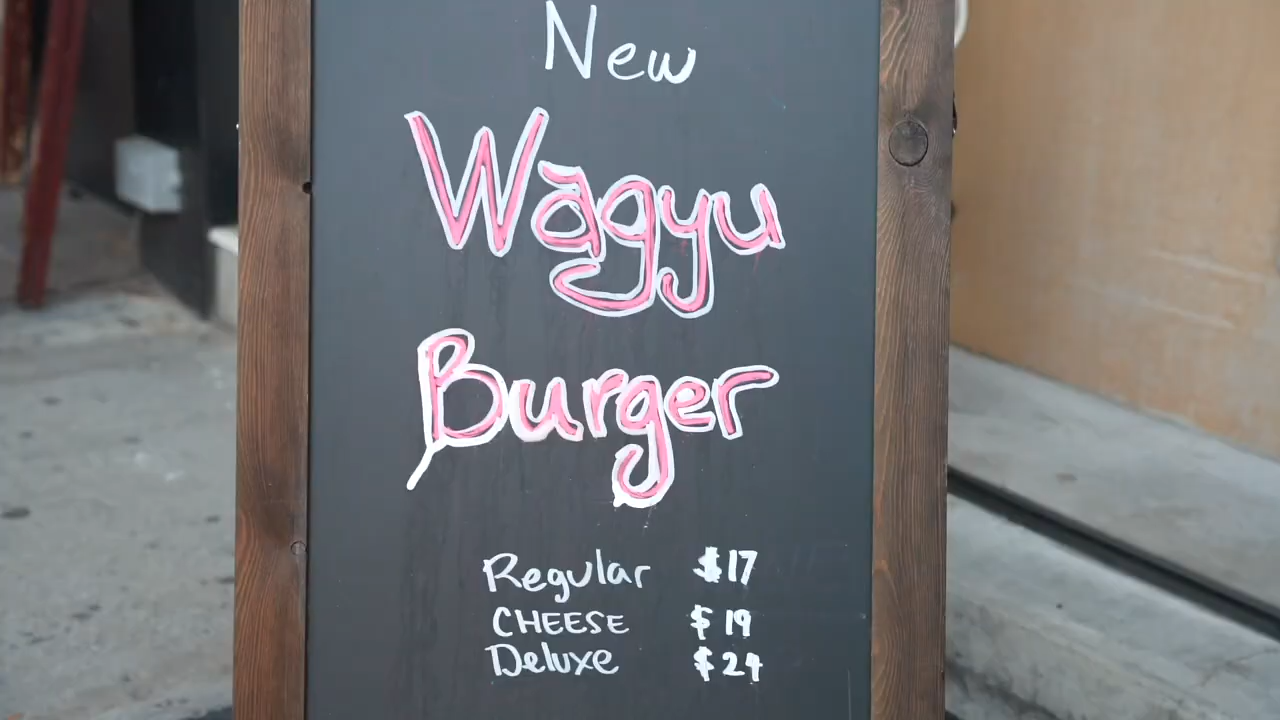 New
Wagyu
Burger
Regular $17
CHEESE $19
Deluxe $24